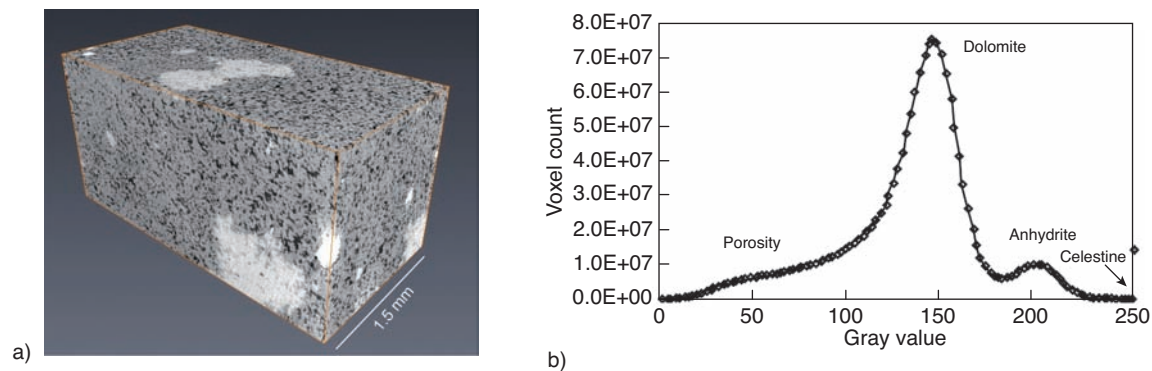 a)
1.5 mm
b)
Voxel count
8.0E+07
7.0E+07
6.0E+07
5.0E+07
4.0E+07
3.0E+07
2.0E+07
1.0E+07
0.0E+00
Dolomite
Porosity
Anhydrite
Celestine
0 50 100 150 200 250
Gray value